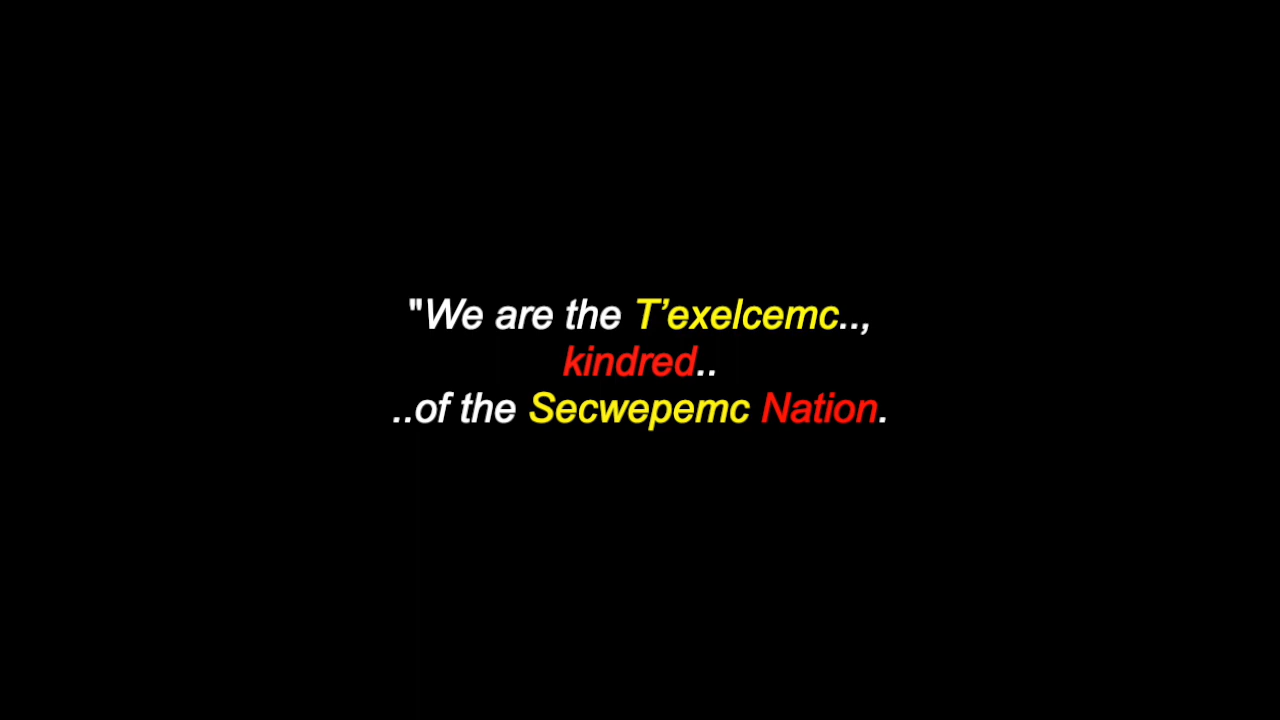 "We are the T’exelcemc..,
kindred..
..of the Secwepemc Nation.